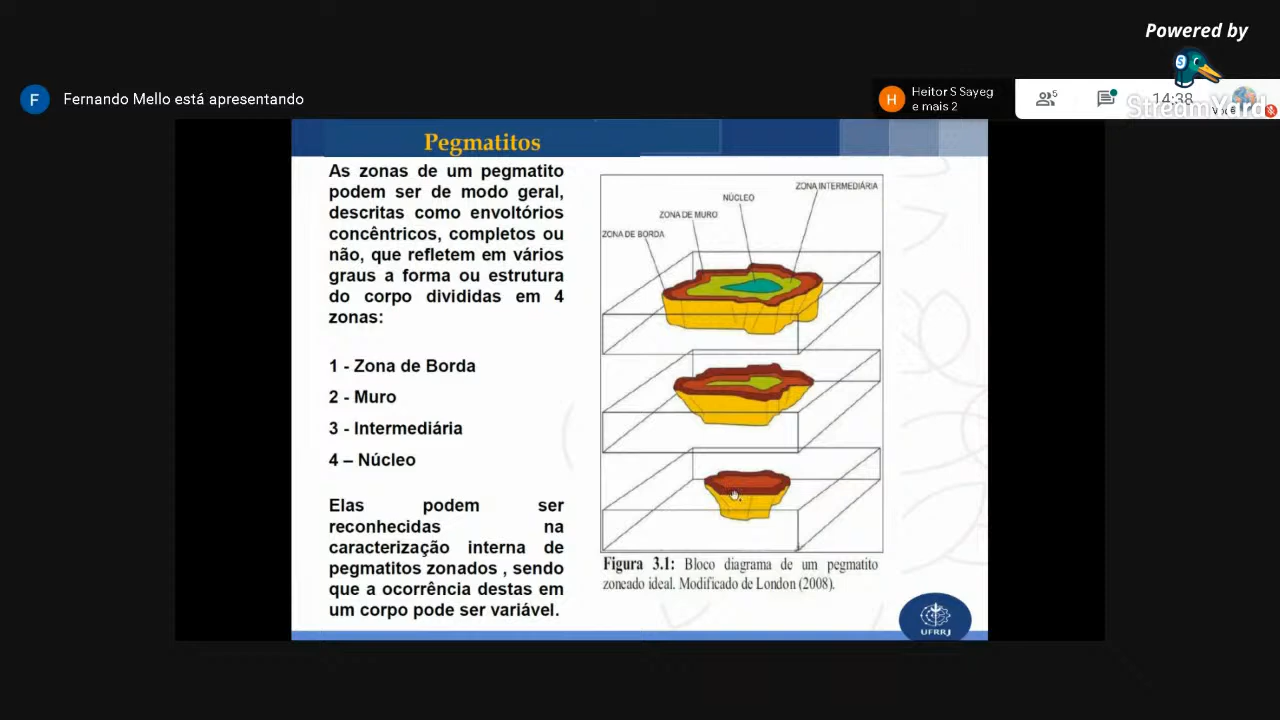 Powered by
StreamYard
F
Fernando Mello está apresentando
H
Heitor S Sayeg
e mais 2
5
14:38
Você
Pegmatitos
As zonas de um pegmatito
podem ser de modo geral,
descritas como envoltórios
concêntricos, completos ou
não, que refletem em vários
graus a forma ou estrutura
do corpo divididas em 4
zonas:
1 - Zona de Borda
2 - Muro
3 - Intermediária
4 – Núcleo
Elas podem ser
reconhecidas na
caracterização interna de
pegmatitos zonados , sendo
que a ocorrência destas em
um corpo pode ser variável.
ZONA INTERMEDIÁRIA
NÚCLEO
ZONA DE MURO
ZONA DE BORDA
Figura 3.1: Bloco diagrama de um pegmatito
zoneado ideal. Modificado de London (2008).
UFRRJ